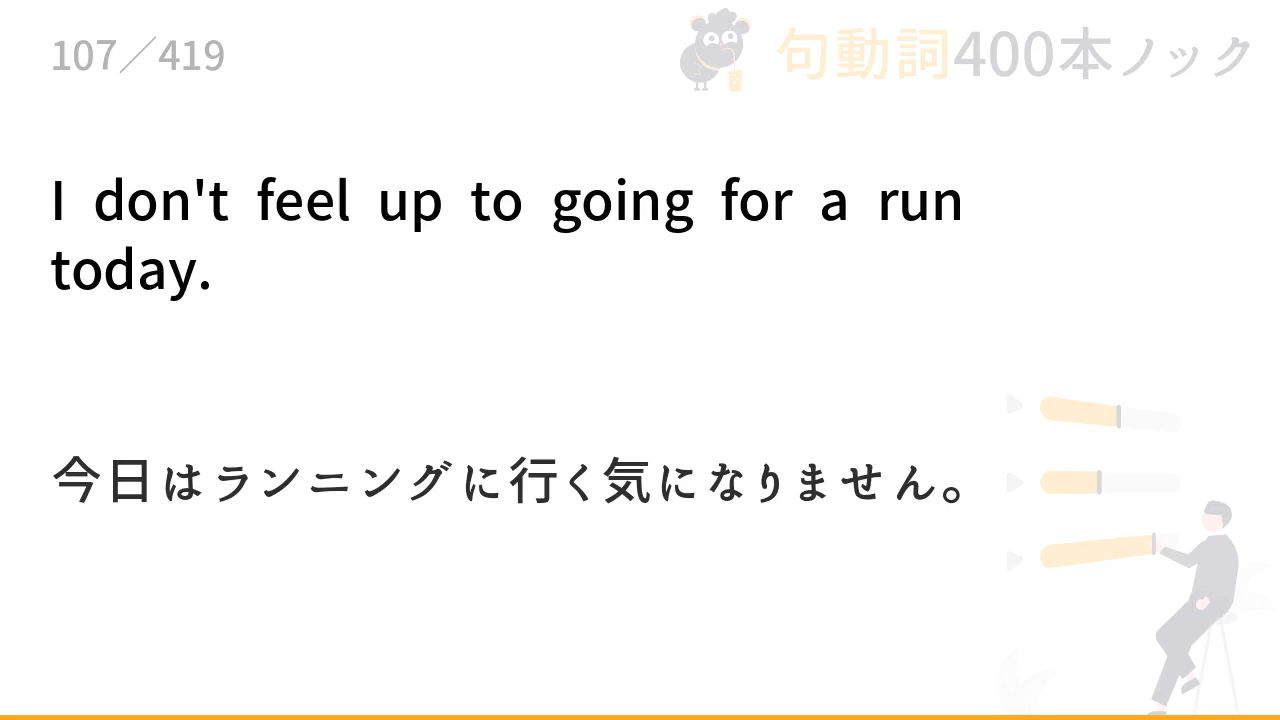 107／419
句動詞400本ノック
I don't feel up to going for a run
today.
今日はランニングに行く気になりません。